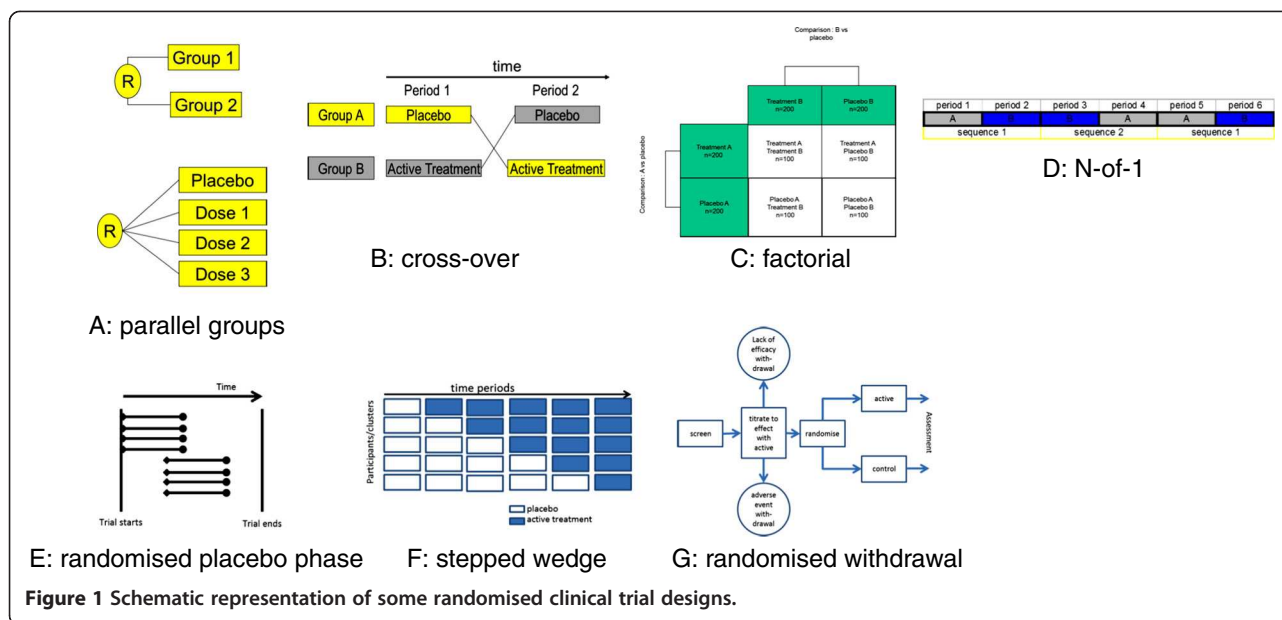 Group 1
R
Group 2
Placebo
Dose 1
R
Dose 2
Dose 3
A: parallel groups
time
Period 1 Period 2
Group A Placebo Placebo
Group B Active Treatment Active Treatment
B: cross-over
Comparison : B vs
placebo
Treatment B
n=200
Placebo B
n=200
Comparison : A vs placebo
Treatment A
n=200
Treatment A
Treatment B
n=100
Treatment A
Placebo B
n=100
Placebo A
n=200
Placebo A
Treatment B
n=100
Placebo A
Placebo B
n=100
C: factorial
period 1 period 2 period 3 period 4 period 5 period 6
A B B A A B
sequence 1 sequence 2 sequence 1
D: N-of-1
Time
Trial starts Trial ends
E: randomised placebo phase
time periods
Participants/clusters
placebo
active treatment
F: stepped wedge
Lack of
efficacy
with-
drawal
screen
titrate to
effect
with
active
randomise
active
control
Assessment
adverse
event
with-
drawal
G: randomised withdrawal
Figure 1 Schematic representation of some randomised clinical trial designs.